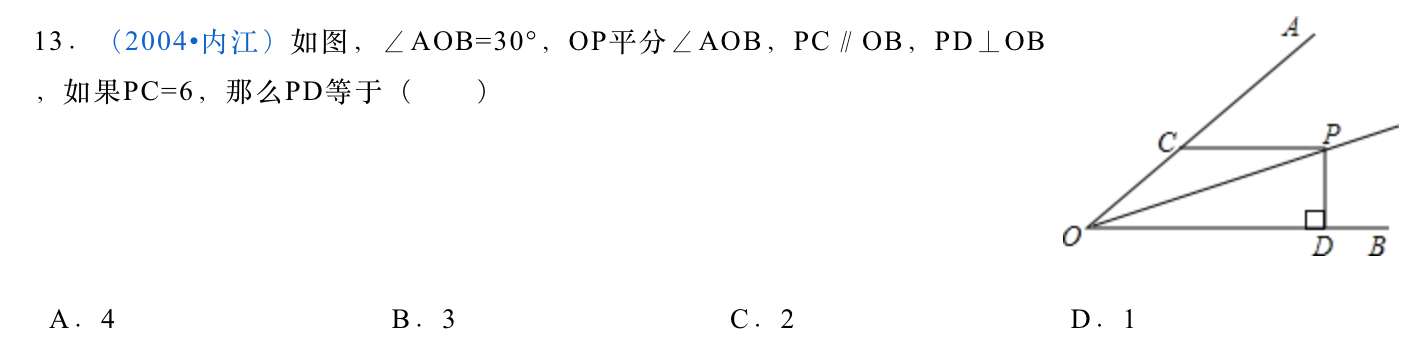 13．（2004•内江）如图，∠AOB=30°，OP平分∠AOB，PC∥OB，PD⊥OB
，如果PC=6，那么PD等于（　　）
A
C
P
O
D
B
A．4
B．3
C．2
D．1